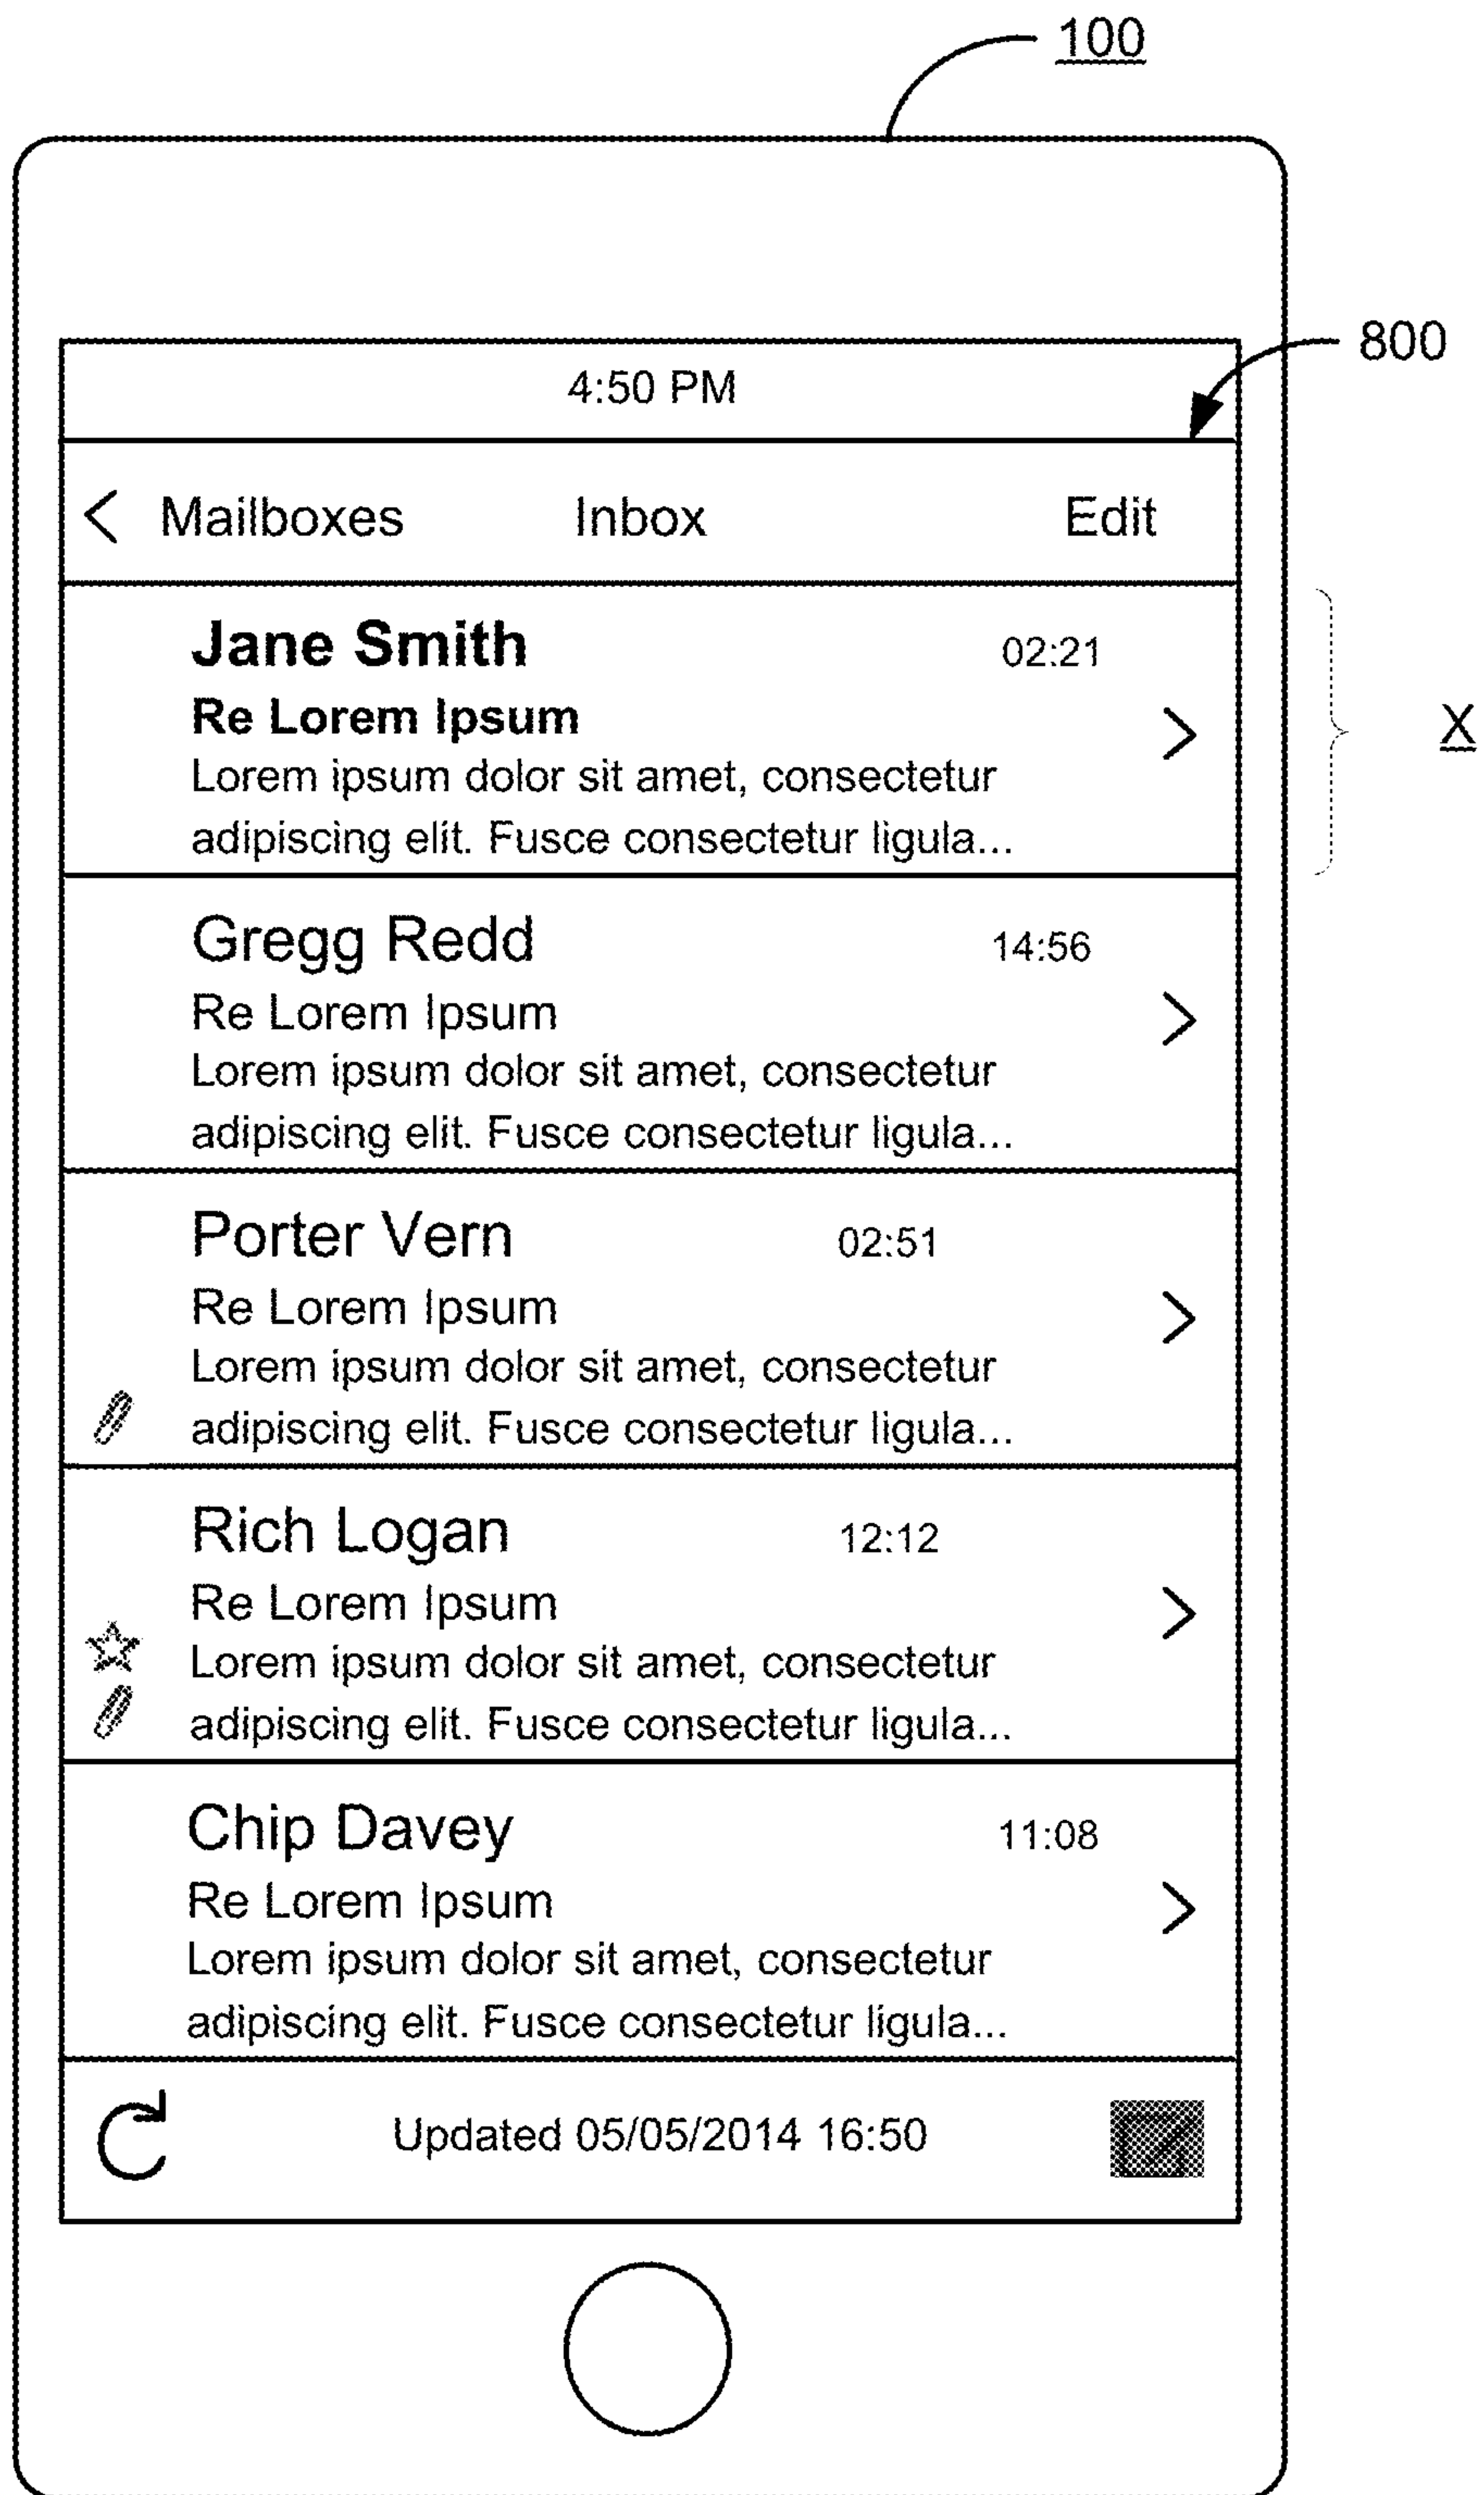 100
800
4:50 PM
< Mailboxes Inbox Edit
Jane Smith 02:21
Re Lorem Ipsum >
X
Lorem ipsum dolor sit amet, consectetur
adipiscing elit. Fusce consectetur ligula...
Gregg Redd 14:56
Re Lorem Ipsum >
Lorem ipsum dolor sit amet, consectetur
adipiscing elit. Fusce consectetur ligula...
Porter Vern 02:51
Re Lorem Ipsum >
Lorem ipsum dolor sit amet, consectetur
adipiscing elit. Fusce consectetur ligula...
Rich Logan 12:12
Re Lorem Ipsum >
Lorem ipsum dolor sit amet, consectetur
adipiscing elit. Fusce consectetur ligula...
Chip Davey 11:08
Re Lorem Ipsum >
Lorem ipsum dolor sit amet, consectetur
adipiscing elit. Fusce consectetur ligula...
Updated 05/05/2014 16:50